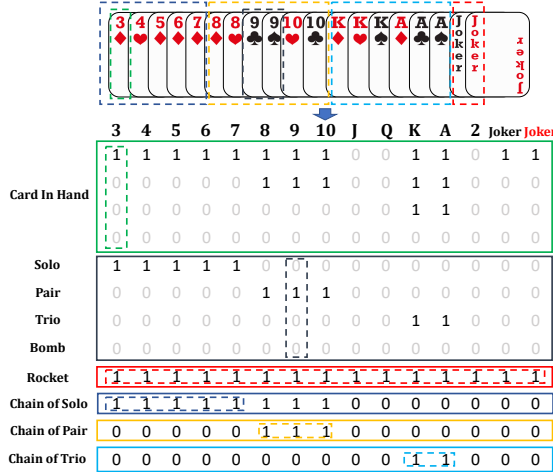 3 4 5 6 7 8 8 9 9 10 10 K K K A A A Joker Joker Joker
3 4 5 6 7 8 9 10 J Q K A 2 Joker Joker
1 1 1 1 1 1 1 1 0 0 1 1 0 1 1
0 0 0 0 0 1 1 1 0 0 1 1 0 0 0
Card In Hand
0 0 0 0 0 0 0 0 0 0 1 1 0 0 0
0 0 0 0 0 0 0 0 0 0 0 0 0 0 0
Solo 1 1 1 1 1 0 0 0 0 0 0 0 0 0 0
Pair 0 0 0 0 0 1 1 1 0 0 0 0 0 0 0
Trio 0 0 0 0 0 0 0 0 0 0 1 1 0 0 0
Bomb 0 0 0 0 0 0 0 0 0 0 0 0 0 0 0
Rocket 1 1 1 1 1 1 1 1 1 1 1 1 1 1 1
Chain of Solo 1 1 1 1 1 1 1 1 0 0 0 0 0 0 0
Chain of Pair 0 0 0 0 0 1 1 1 0 0 0 0 0 0 0
Chain of Trio 0 0 0 0 0 0 0 0 0 0 1 1 0 0 0